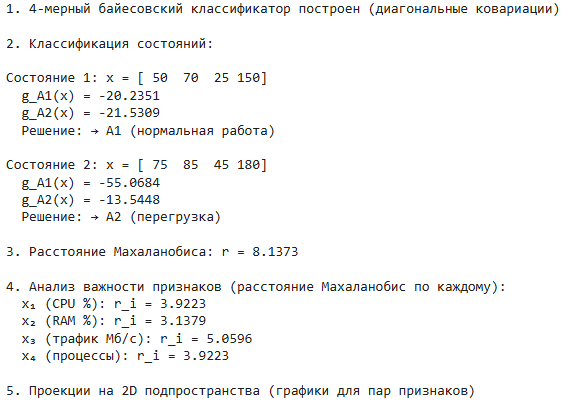 1. 4-мерный байесовский классификатор построен (диагональные ковариации)
2. Классификация состояний:
Состояние 1: x = [ 50  70  25 150]
g_A1(x) = -20.2351
g_A2(x) = -21.5309
Решение: → A1 (нормальная работа)
Состояние 2: x = [ 75  85  45 180]
g_A1(x) = -55.0684
g_A2(x) = -13.5448
Решение: → A2 (перегрузка)
3. Расстояние Махаланобиса: r = 8.1373
4. Анализ важности признаков (расстояние Махаланобис по каждому):
x₁ (CPU %): r_i = 3.9223
x₂ (RAM %): r_i = 3.1379
x₃ (трафик Мб/с): r_i = 5.0596
x₄ (процессы): r_i = 3.9223
5. Проекции на 2D подпространства (графики для пар признаков)